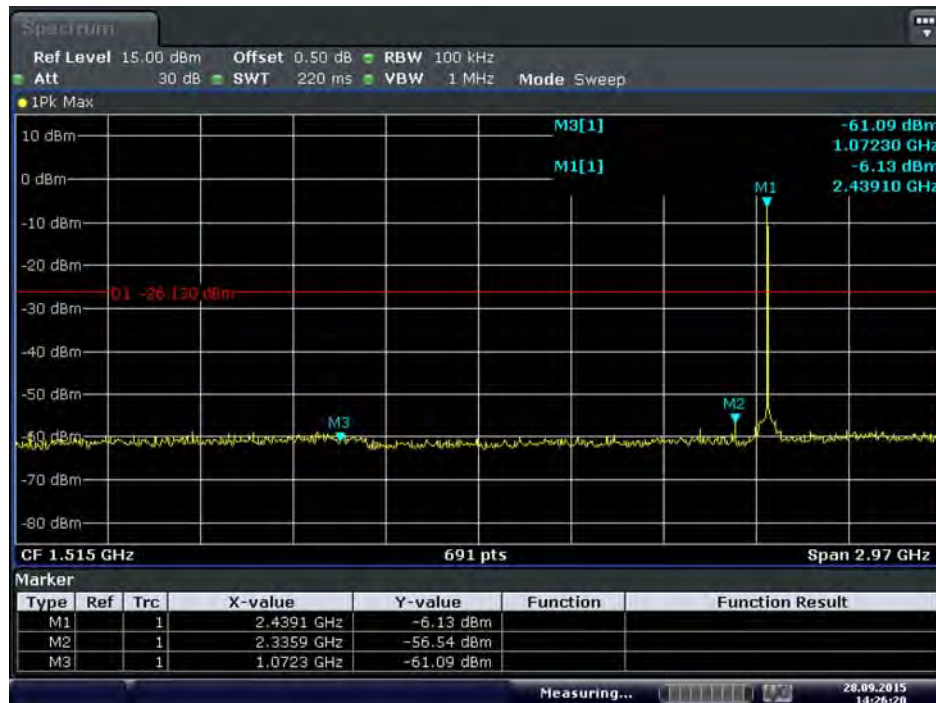 Spectrum
Ref Level 15.00 dBm Offset 0.50 dB RBW 100 kHz
Att 30 dB SWT 220 ms VBW 1 MHz Mode Sweep
1Pk Max
M3[1] -61.09 dBm
1.07230 GHz
M1[1] -6.13 dBm
2.43910 GHz
10 dBm
0 dBm
M1
-10 dBm
-20 dBm
D1 -26.130 dBm
-30 dBm
-40 dBm
-50 dBm
M2
M3
-60 dBm
-70 dBm
-80 dBm
CF 1.515 GHz 691 pts Span 2.97 GHz
Marker
Type Ref Trc X-value Y-value Function Function Result
M1 1 2.4391 GHz -6.13 dBm
M2 1 2.3359 GHz -56.54 dBm
M3 1 1.0723 GHz -61.09 dBm
Measuring... 28.09.2015
14:26:20